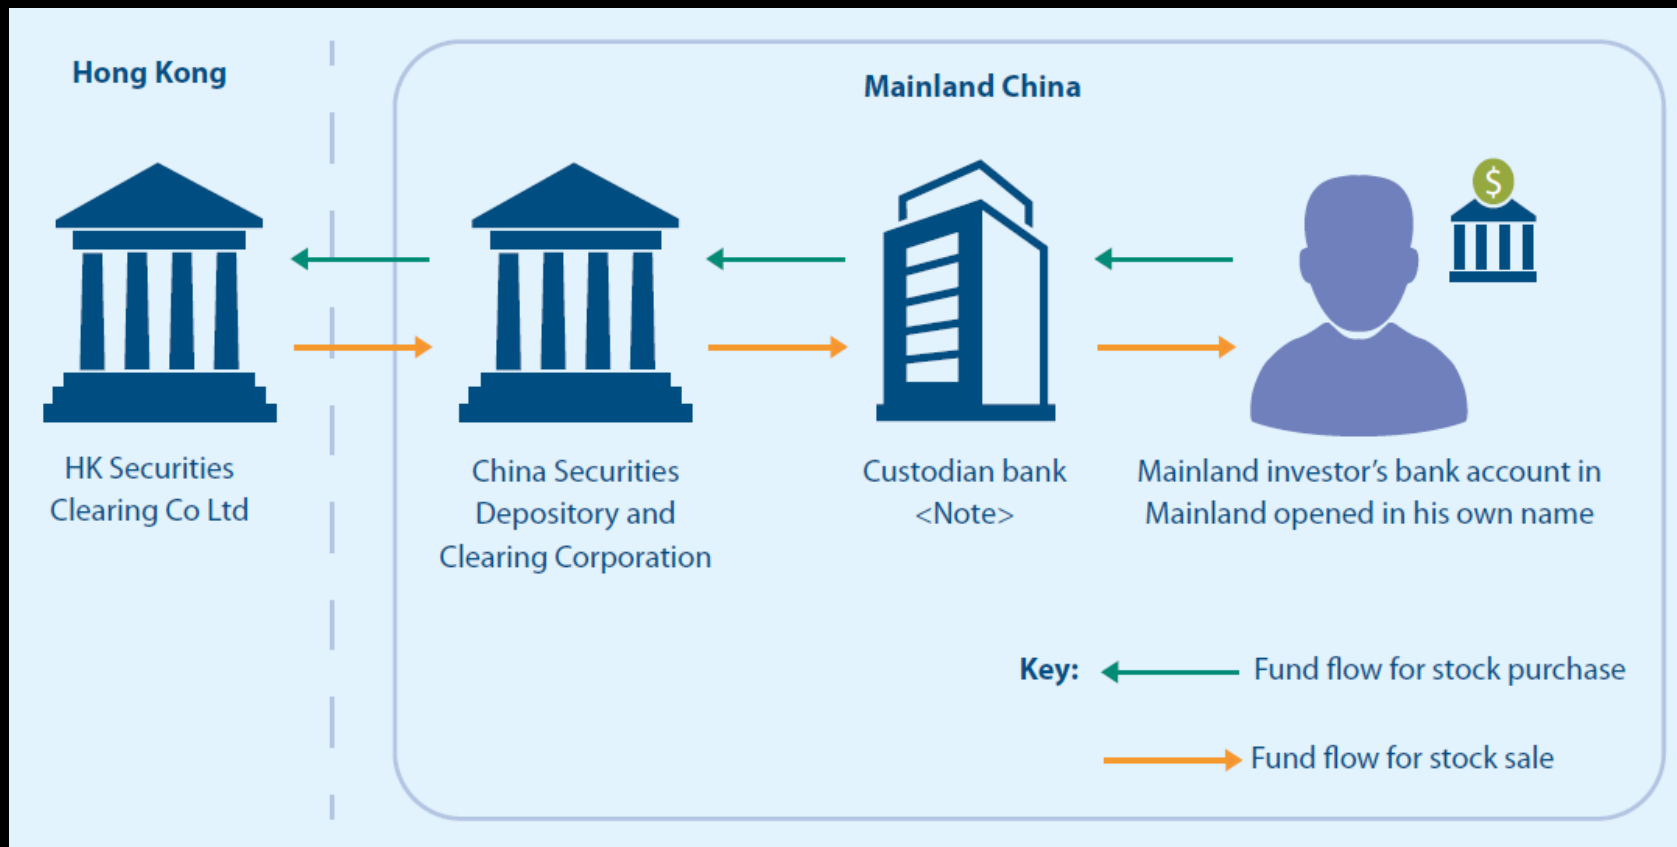 Hong Kong
Mainland China
$
HK Securities
Clearing Co Ltd
China Securities
Depository and
Clearing Corporation
Custodian bank
<Note>
Mainland investor’s bank account in
Mainland opened in his own name
Key:
Fund flow for stock purchase
Fund flow for stock sale